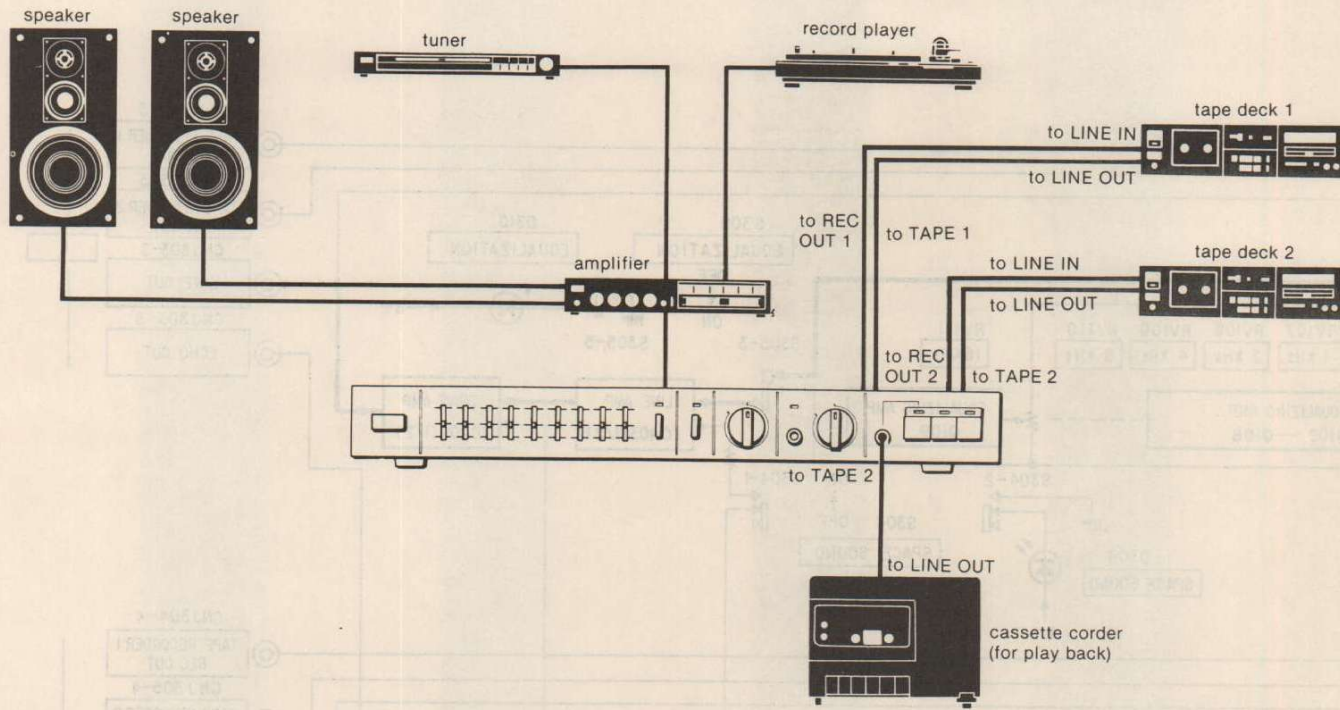 speaker
speaker
tuner
record player
tape deck 1
to LINE IN
to LINE OUT
to REC
OUT 1
to TAPE 1
amplifier
tape deck 2
to LINE IN
to LINE OUT
to REC
OUT 2
to TAPE 2
to TAPE 2
to LINE OUT
cassette corder
(for play back)